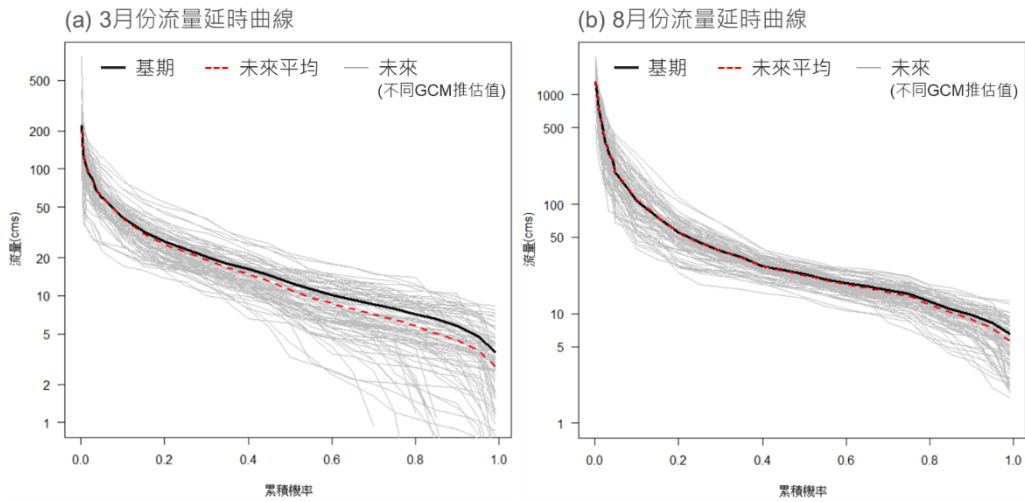 (a) 3月份流量延時曲線
基期
未來平均
未來
(不同GCM推估值)
500
200
100
50
20
10
5
2
1
流量(cms)
0.0
0.2
0.4
0.6
0.8
1.0
累積機率
(b) 8月份流量延時曲線
基期
未來平均
未來
(不同GCM推估值)
1000
500
100
50
10
5
1
流量(cms)
0.0
0.2
0.4
0.6
0.8
1.0
累積機率